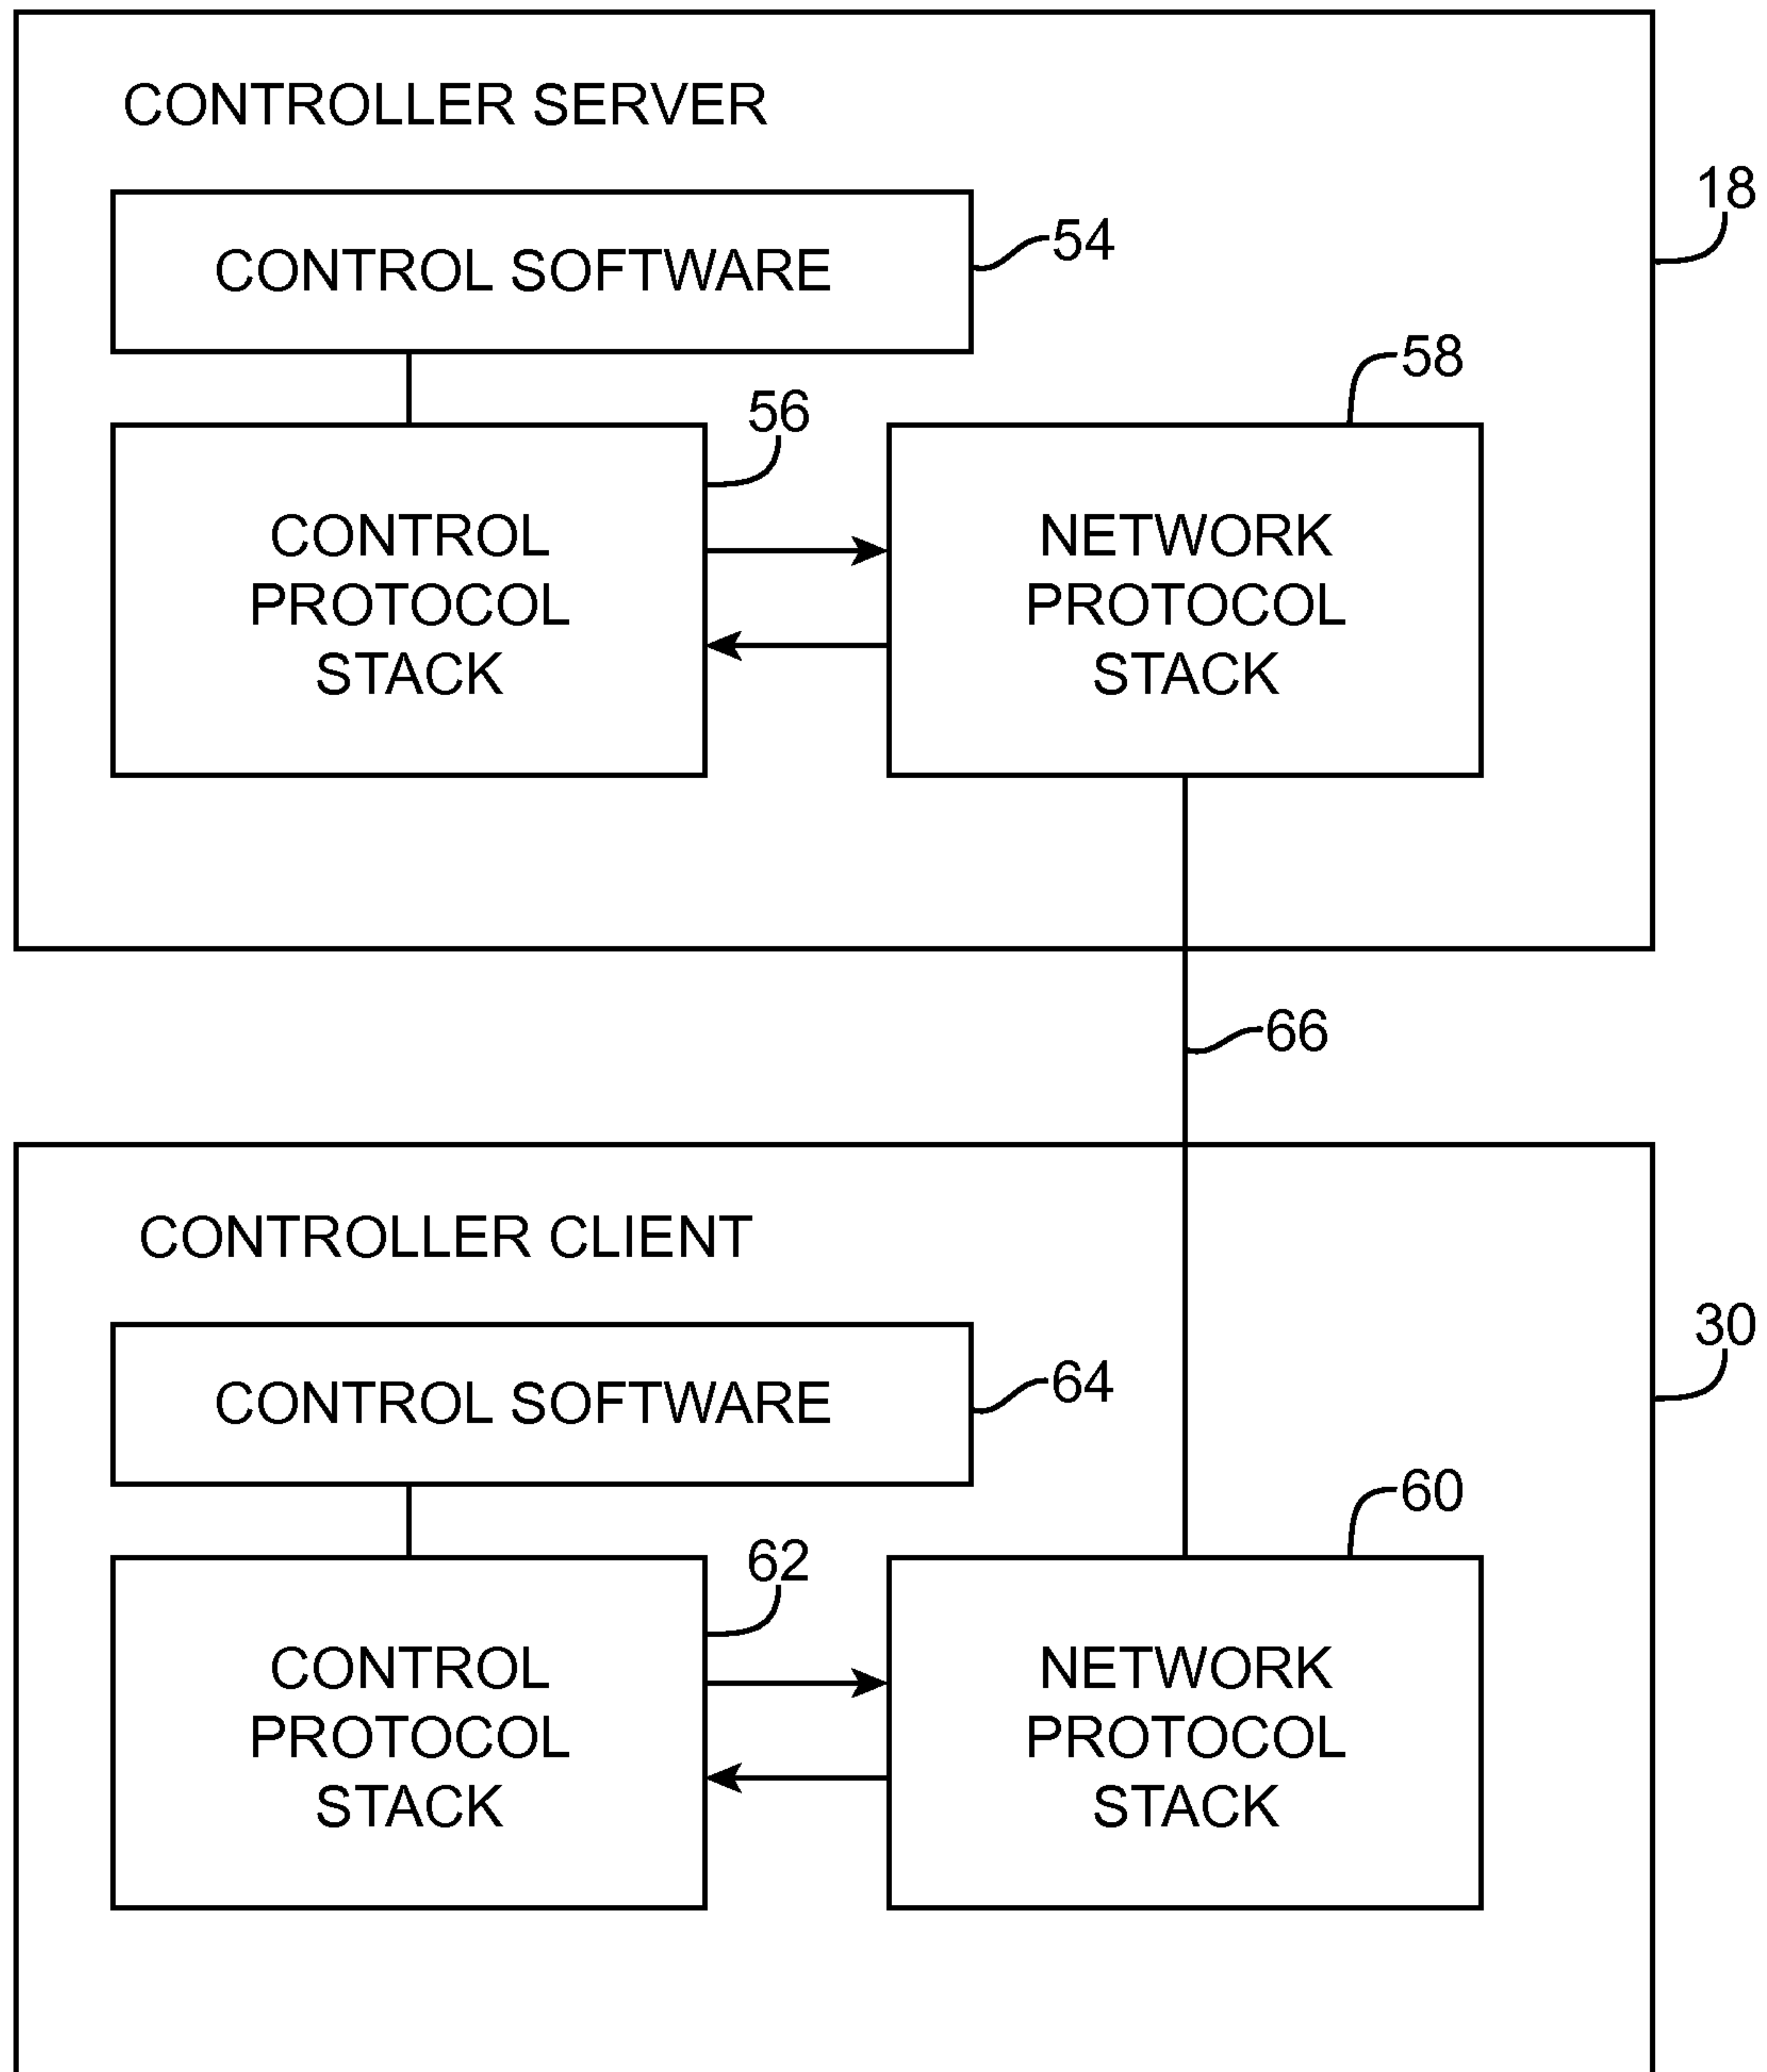 CONTROLLER SERVER
18
CONTROL SOFTWARE
54
58
56
CONTROL
PROTOCOL
STACK
NETWORK
PROTOCOL
STACK
66
CONTROLLER CLIENT
30
CONTROL SOFTWARE
64
60
62
CONTROL
PROTOCOL
STACK
NETWORK
PROTOCOL
STACK